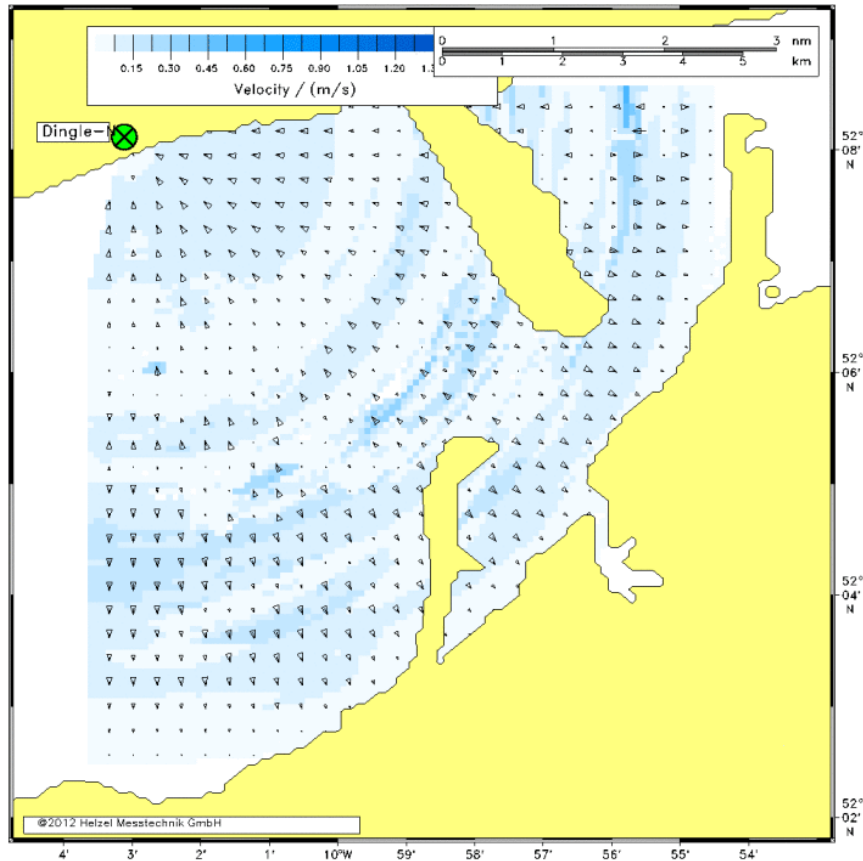 0 1 2 3 nm
0 1 2 3 4 5 km
0.15 0.30 0.45 0.60 0.75 0.90 1.05 1.20
Velocity / (m/s)
Dingle-N
52° 08' N
52° 06' N
52° 04' N
52° 02' N
©2012 Helzel Messtechnik GmbH
4' 3' 2' 1' 10°W 59' 58' 57' 56' 55' 54'